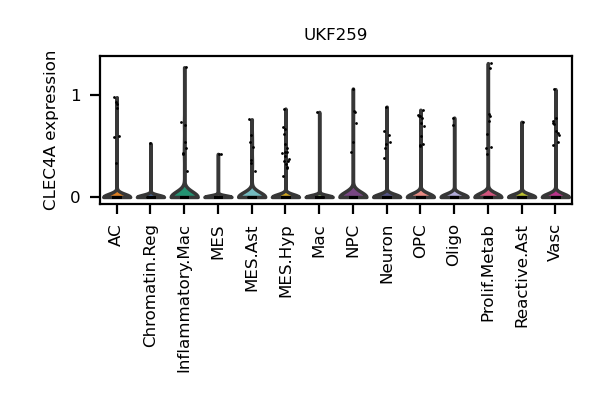 UKF259
CLEC4A expression
1
0
AC
Chromatin.Reg
Inflammatory.Mac
MES
MES.Ast
MES.Hyp
Mac
NPC
Neuron
OPC
Oligo
Prolif.Metab
Reactive.Ast
Vasc